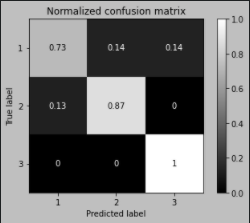 Normalized confusion matrix
1.0
1 0.73 0.14 0.14
0.8
0.6
True label
2 0.13 0.87 0
0.4
0.2
3 0 0 1
0.0
1 2 3
Predicted label